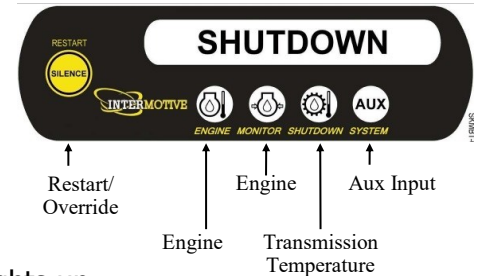 SHUTDOWN
RESTART
SILENCE
INTERMOTIVE
AUX
ENGINE MONITOR SHUTDOWN SYSTEM
Restart/
Override
Engine
Aux Input
Engine
Transmission
Temperature